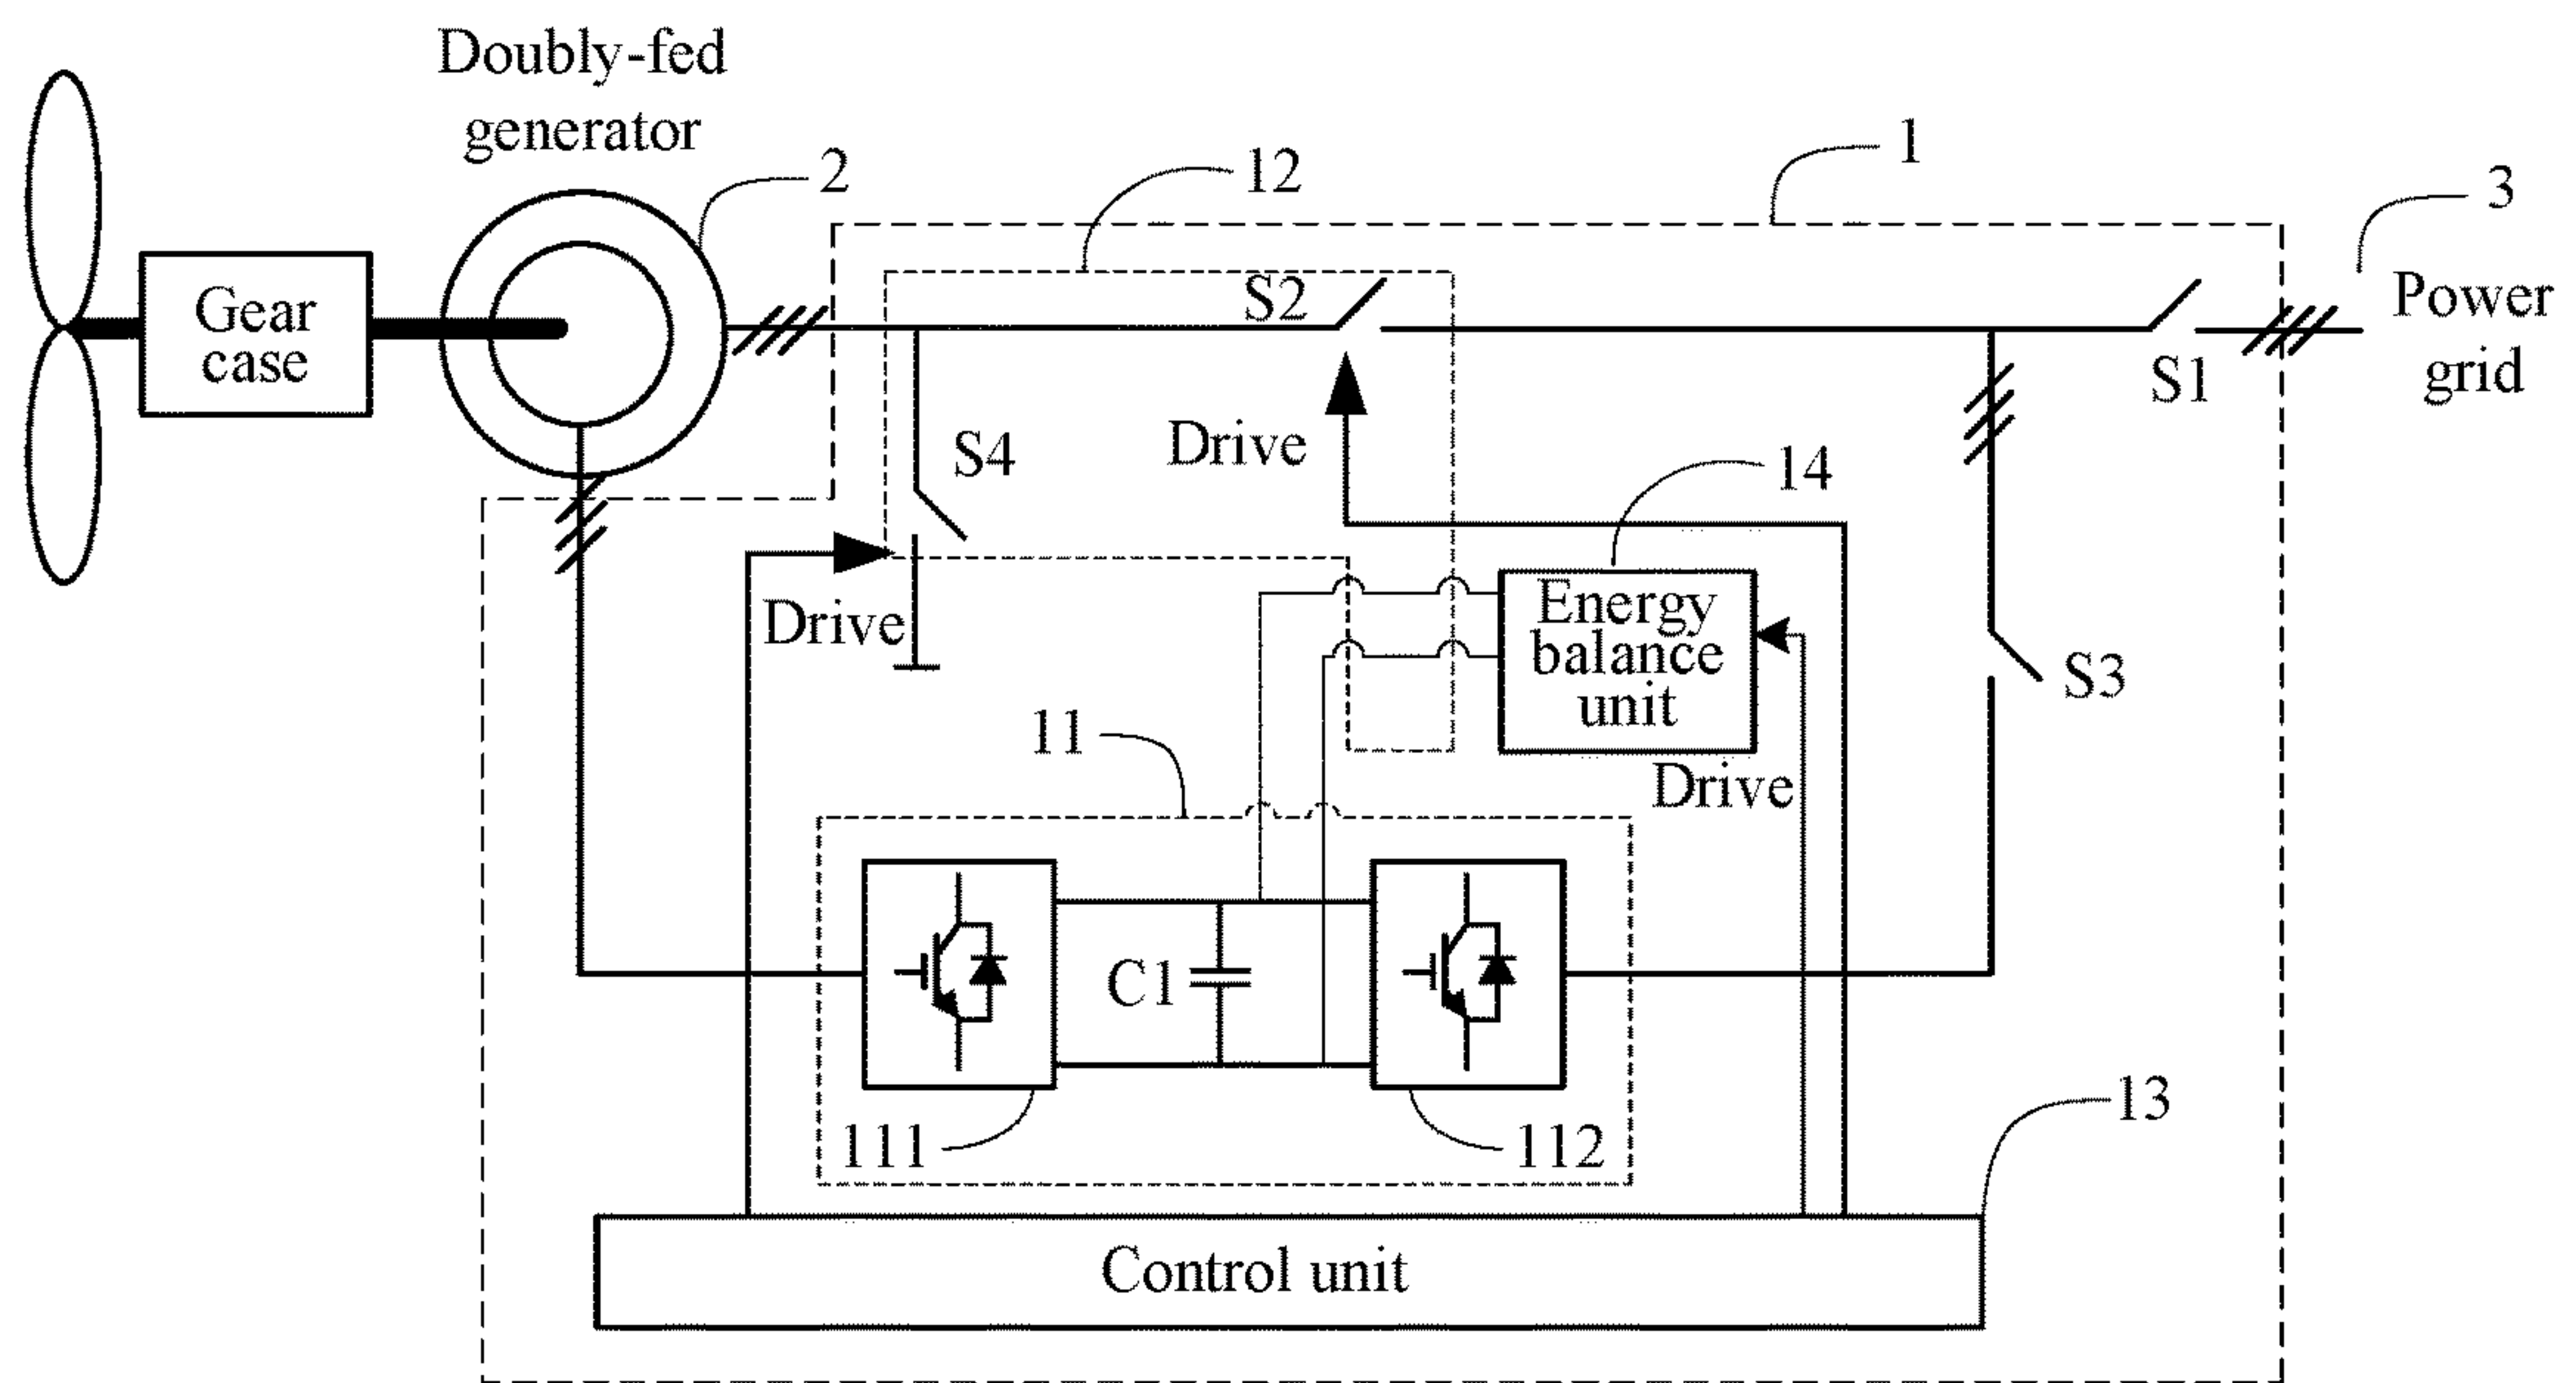 Doubly-fed
generator
2
12
1
3
Gear
case
S2
Power
grid
S1
Drive
S4
14
Drive
Energy
balance
unit
S3
11
Drive
C1
111
112
13
Control unit